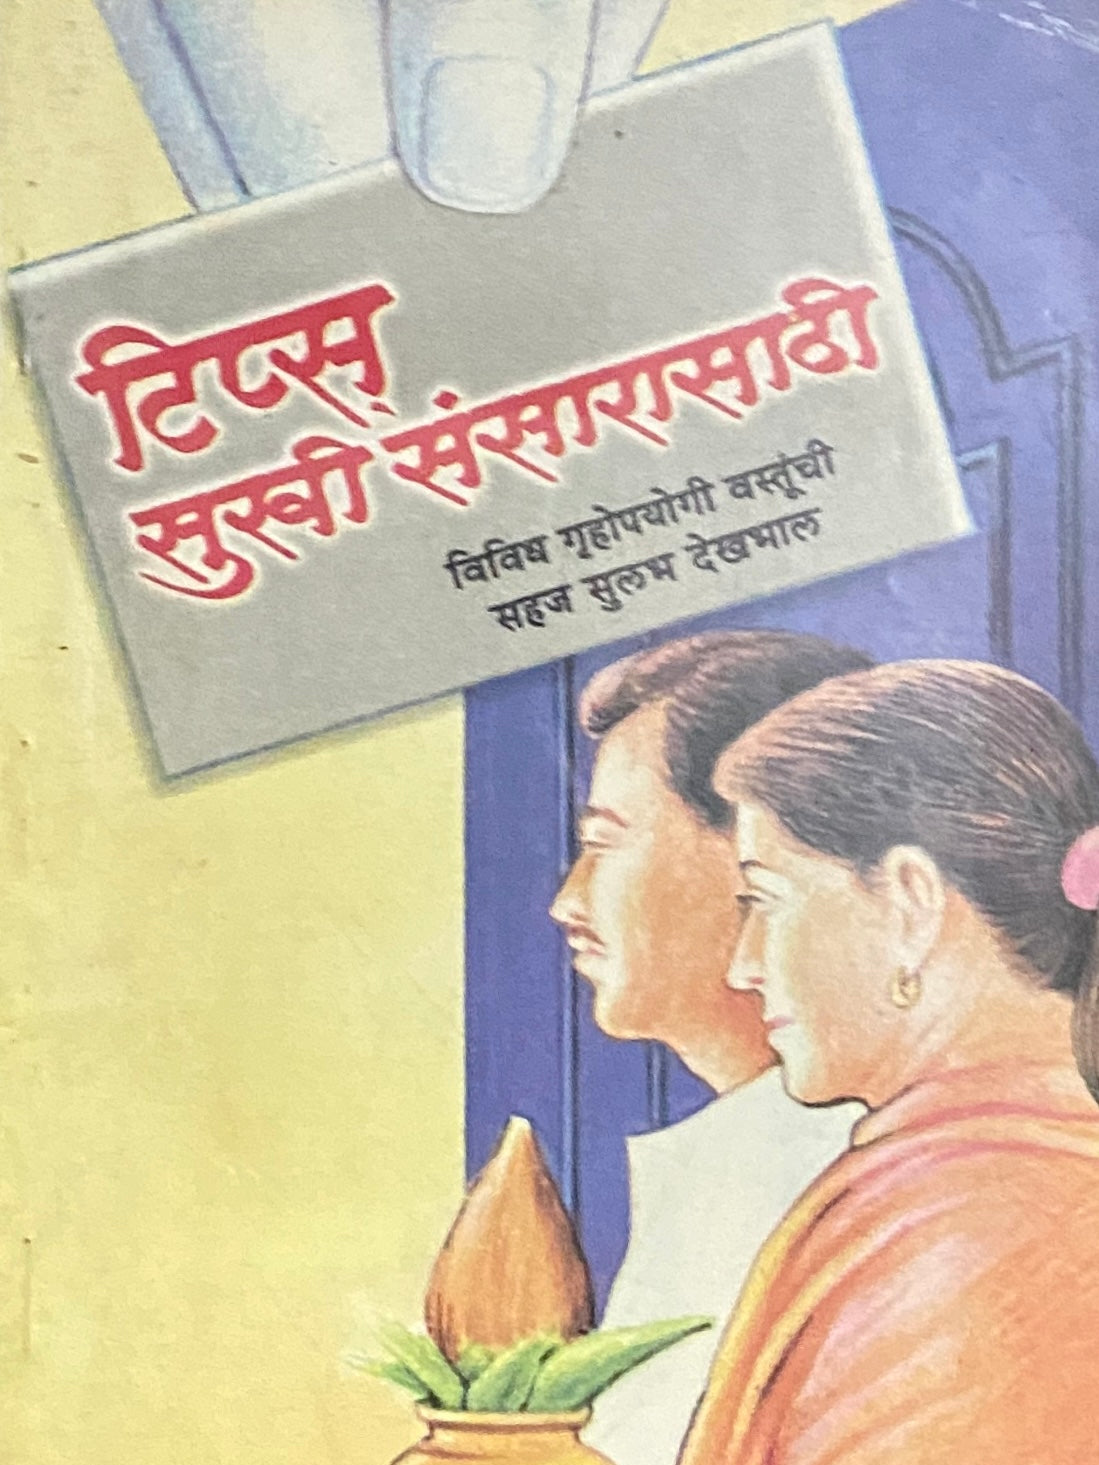 टिप्स्
सुखी संसारासाठी
विविध गृहोपयोगी वस्तूंची
सहज सुलभ देखभाल